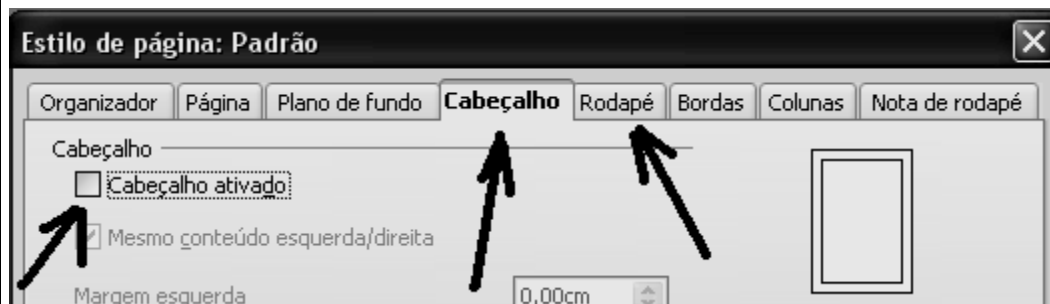 Estilo de página: Padrão
Organizador Página Plano de fundo Cabeçalho Rodapé Bordas Colunas Nota de rodapé
Cabeçalho
Cabeçalho ativado
Mesmo conteúdo esquerda/direita
Margem esquerda 0,00cm